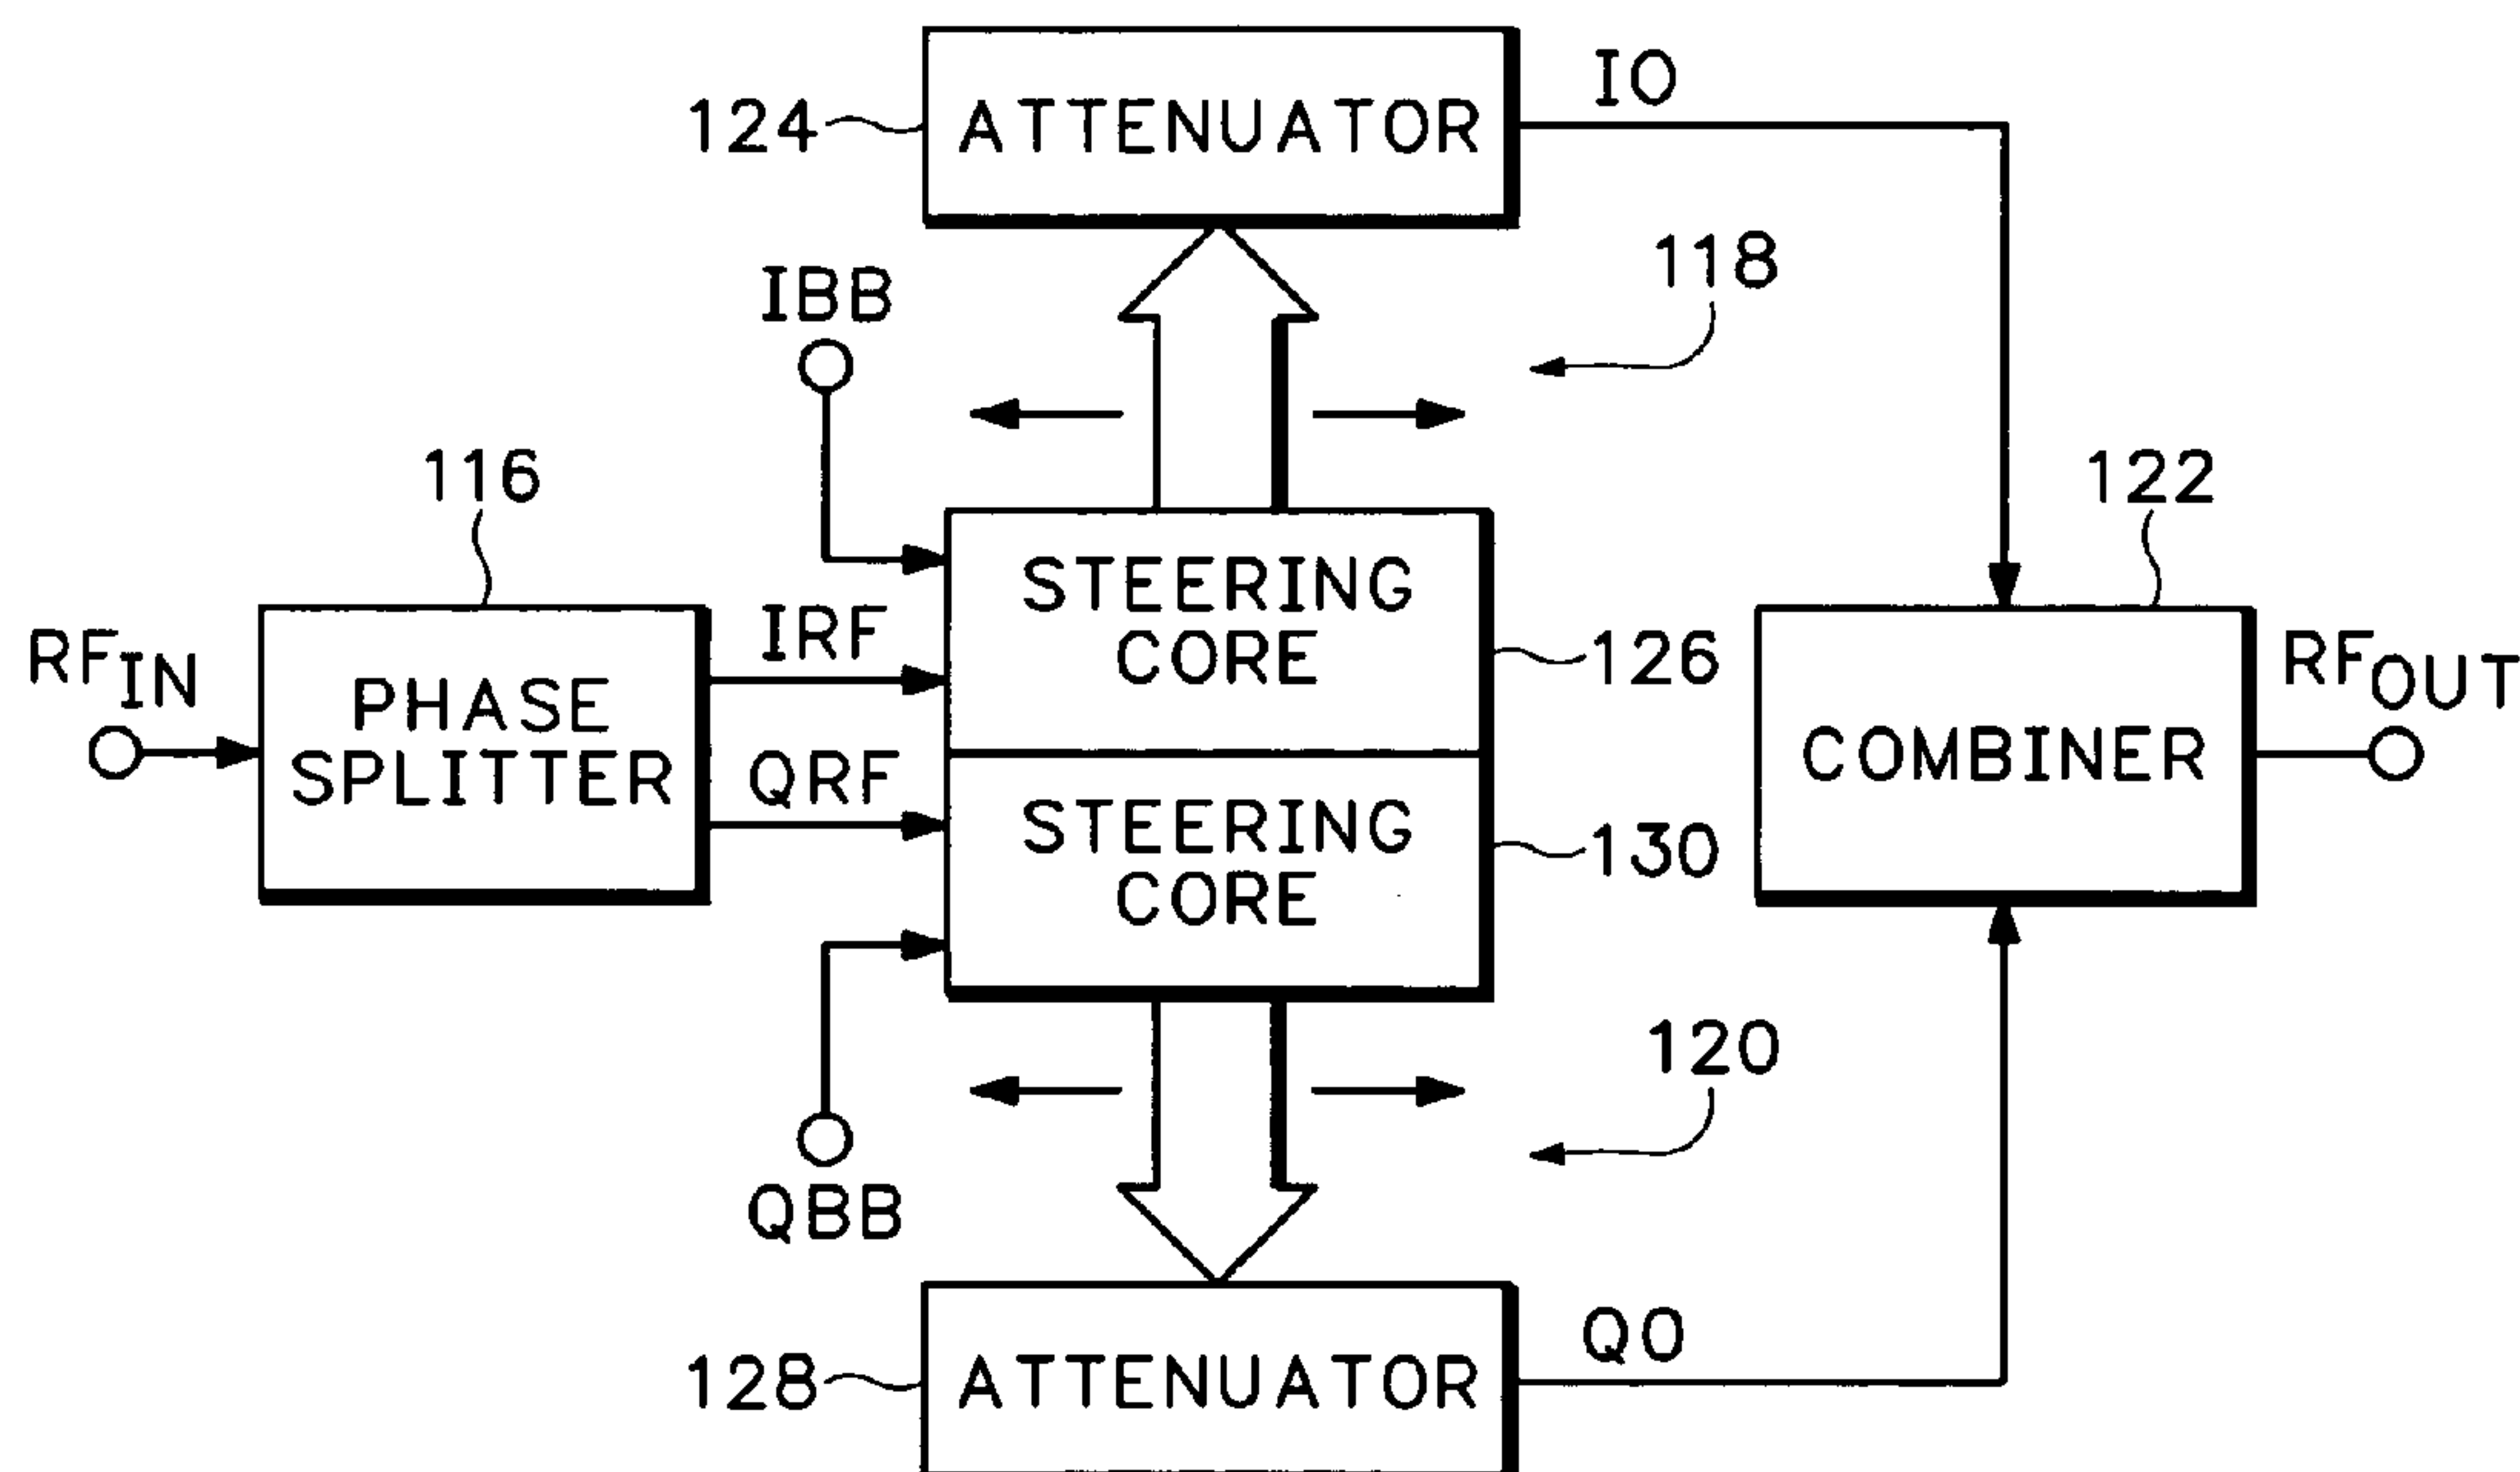 IO
124
ATTENUATOR
118
IBB
116
122
STEERING
CORE
IRF
126
RFIN
RFOUT
PHASE
SPLITTER
COMBINER
QRF
STEERING
CORE
130
120
QBB
QO
128
ATTENUATOR